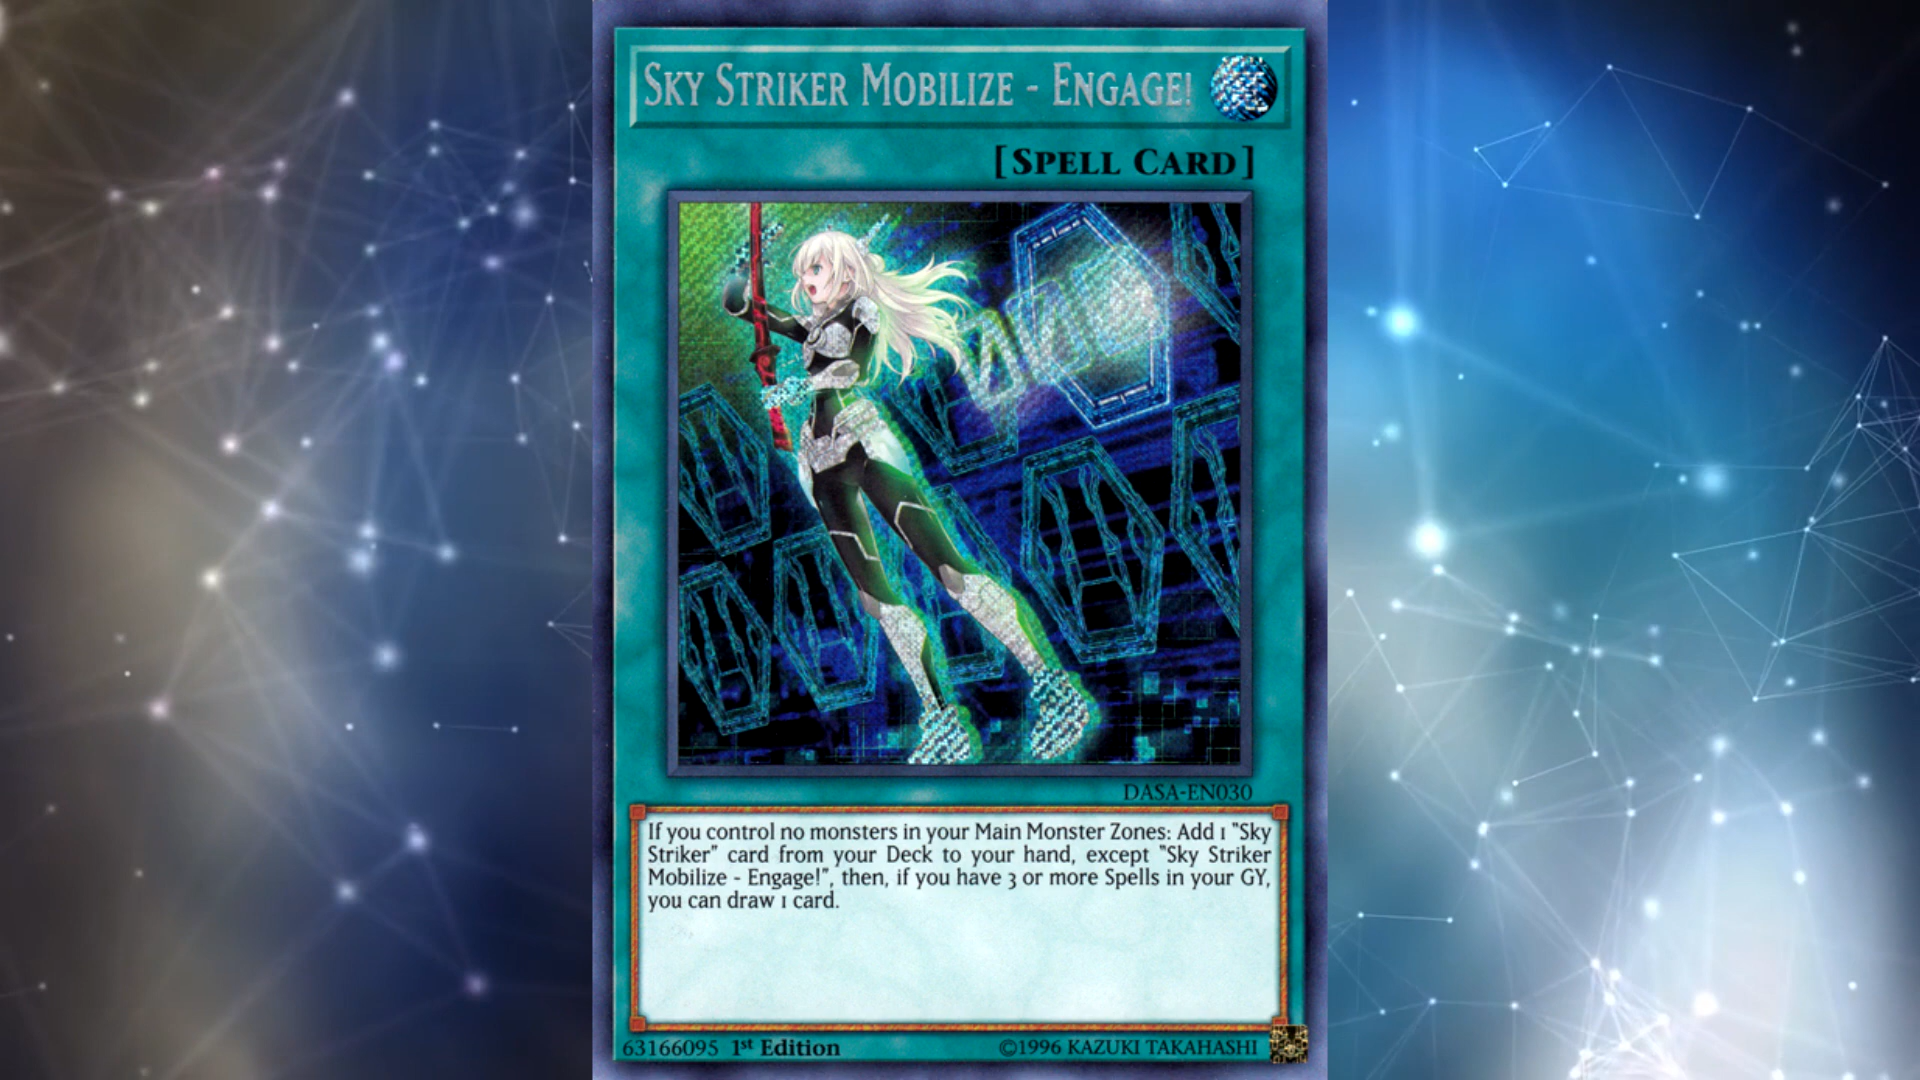 SKY STRIKER MOBILIZE - ENGAGE!
[SPELL CARD]
DASA-EN030
If you control no monsters in your Main Monster Zones: Add 1 "Sky
Striker" card from your Deck to your hand, except "Sky Striker
Mobilize - Engage!", then, if you have 3 or more Spells in your GY,
you can draw 1 card.
63166095 1st Edition ©1996 KAZUKI TAKAHASHI